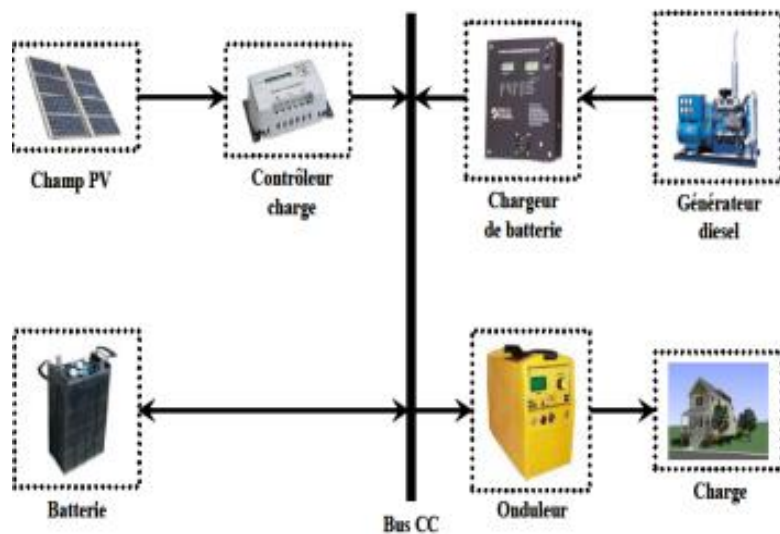 Champ PV
Contrôleur
charge
Chargeur
de batterie
Générateur
diesel
Batterie
Bus CC
Onduleur
Charge